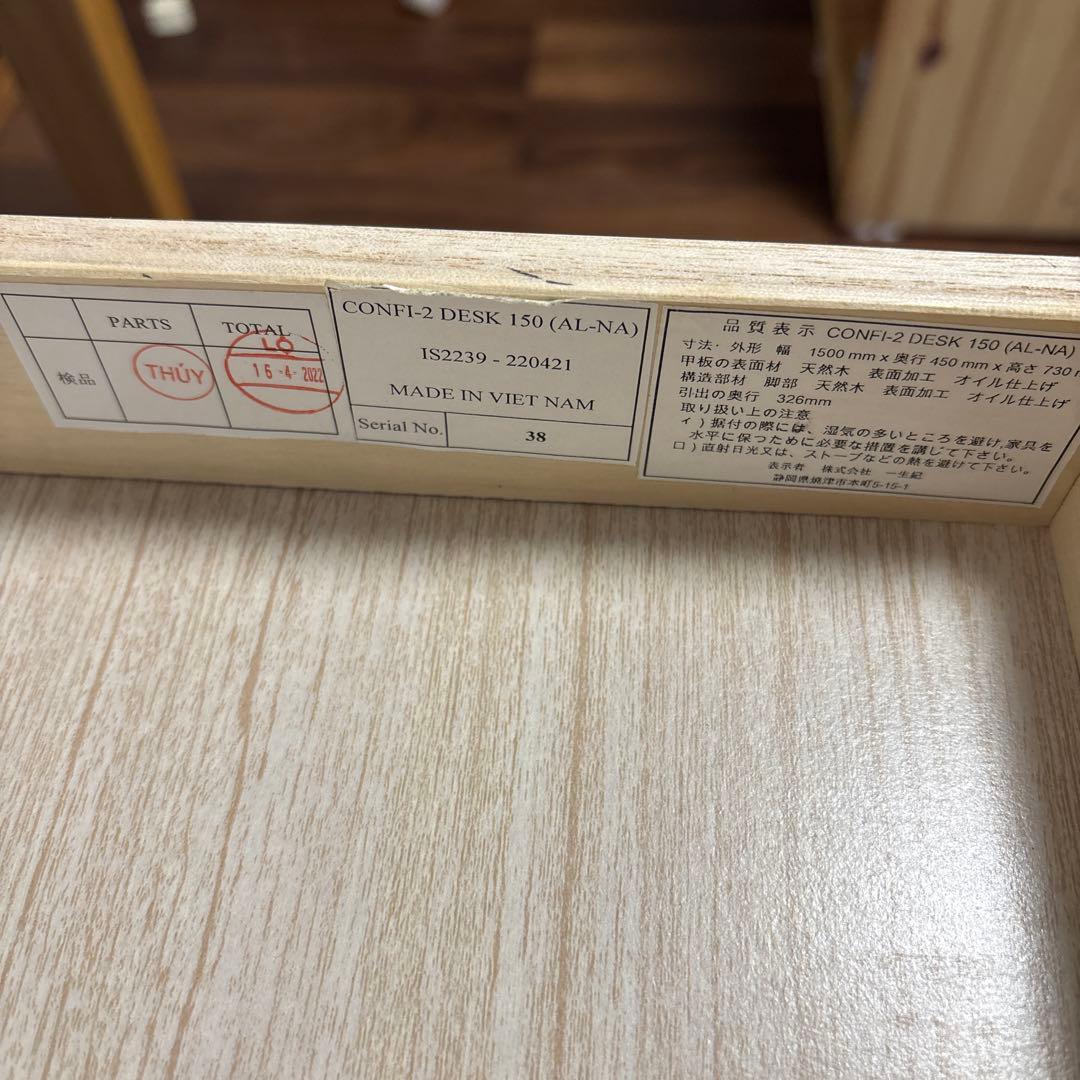 PARTS
TOTAL
検品
THÚY
LỘ
16-4-2022
CONFI-2 DESK 150 (AL-NA)
IS2239 - 220421
MADE IN VIET NAM
Serial No.
38
品質表示 CONFI-2 DESK 150 (AL-NA)
寸法・外形 幅 1500 mm x 奥行 450 mm x 高さ 730 m
甲板の表面材 天然木 表面加工 オイル仕上げ
構造部材 脚部 天然木 表面加工 オイル仕上げ
引出の奥行 326mm
取り扱い上の注意
イ）据付の際には、湿気の多いところを避け,家具を
水平に保つために必要な措置を講じて下さい。
ロ）直射日光又は、ストーブなどの熱を避けて下さい。
表示者 株式会社 一生紀
静岡県焼津市本町5-15-1